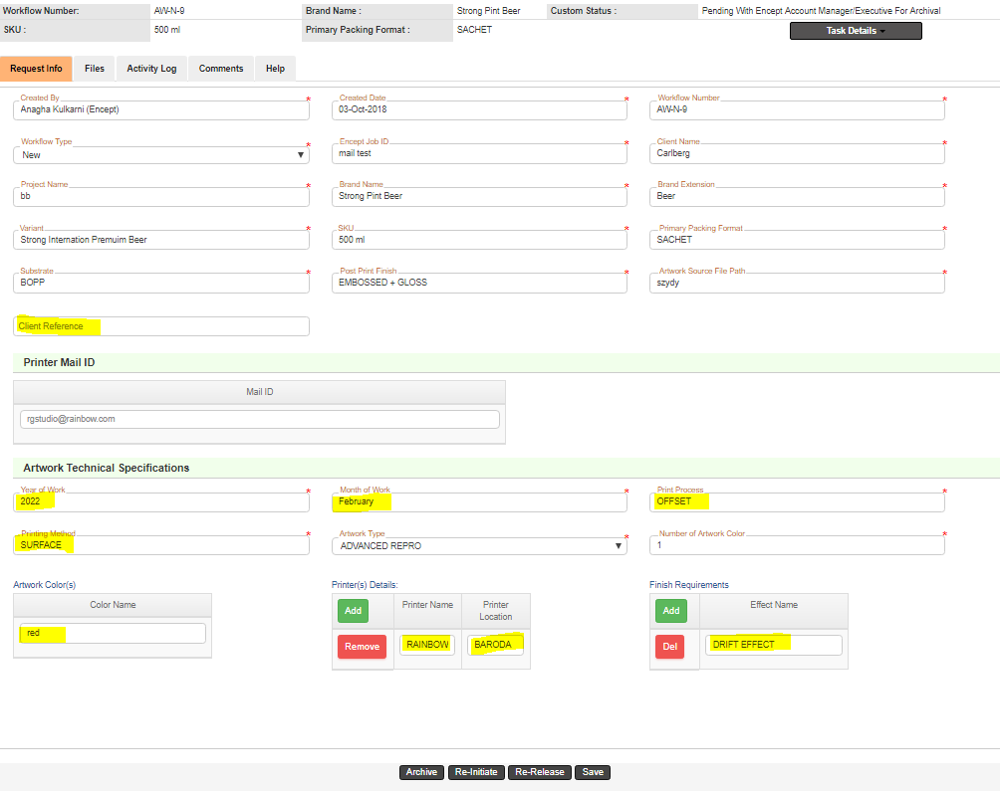 Workflow Number: AW-N-9 Brand Name : Strong Pint Beer Custom Status : Pending With Encept Account Manager/Executive For Archival
SKU : 500 ml Primary Packing Format : SACHET Task Details
Request Info Files Activity Log Comments Help
Created By * Created Date * Workflow Number *
Anagha Kulkarni (Encept) 03-Oct-2018 AW-N-9
Workflow Type * Encept Job ID * Client Name *
New mail test Carlberg
Project Name * Brand Name * Brand Extension *
bb Strong Pint Beer Beer
Variant * SKU * Primary Packing Format *
Strong Internation Premuim Beer 500 ml SACHET
Substrate * Post Print Finish * Artwork Source File Path *
BOPP EMBOSSED + GLOSS szydy
Client Reference
Printer Mail ID
Mail ID
rgstudio@rainbow.com
Artwork Technical Specifications
Year of Work * Month of Work * Print Process *
2022 February OFFSET
Printing Method * Artwork Type * Number of Artwork Color *
SURFACE ADVANCED REPRO 1
Artwork Color(s) Printer(s) Details: Finish Requirements
Color Name Add Printer Name Printer Location Add Effect Name
red Remove RAINBOW BARODA Del DRIFT EFFECT
Archive Re-Initiate Re-Release Save